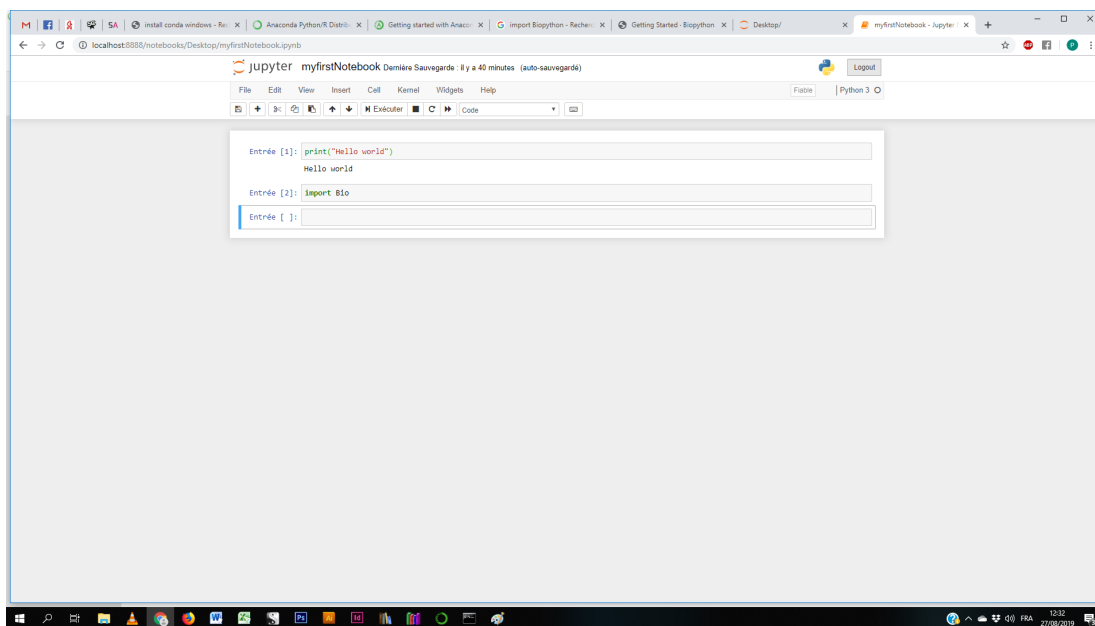 install conda windows - Re
Anaconda Python/R Distrib
Getting started with Anacon
import Biopython - Recher
Getting Started · Biopython
Desktop/
myfirstNotebook - Jupyter
localhost:8888/notebooks/Desktop/myfirstNotebook.ipynb
jupyter myfirstNotebook Dernière Sauvegarde : il y a 40 minutes (auto-sauvegardé)
Logout
File Edit View Insert Cell Kernel Widgets Help
Fiable
Python 3
Exécuter
Code
Entrée [1]: print("Hello world")
Hello world
Entrée [2]: import Bio
Entrée [ ]:
FRA
12:32
27/08/2019